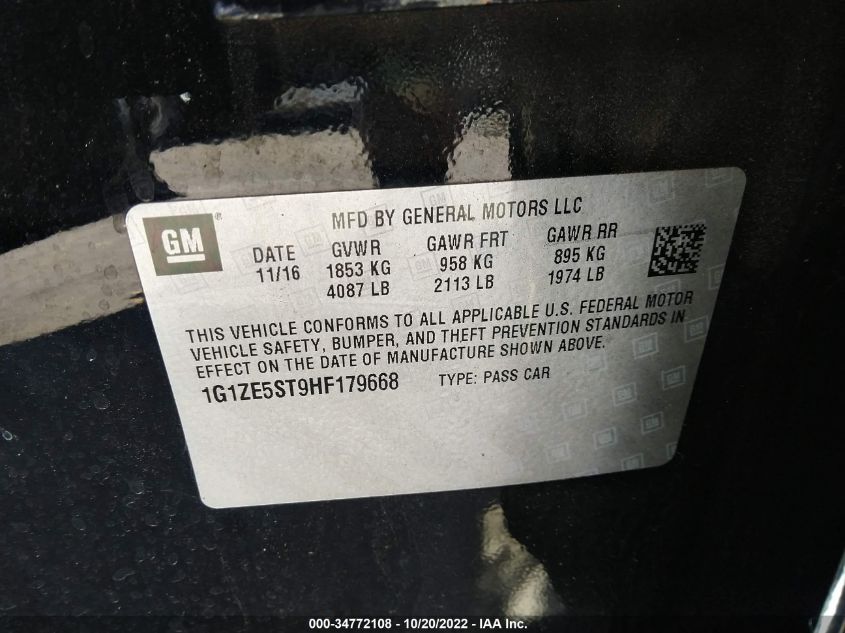 GM ®
MFD BY GENERAL MOTORS LLC
DATE GVWR GAWR FRT GAWR RR
11/16 1853 KG 958 KG 895 KG
4087 LB 2113 LB 1974 LB
THIS VEHICLE CONFORMS TO ALL APPLICABLE U.S. FEDERAL MOTOR
VEHICLE SAFETY, BUMPER, AND THEFT PREVENTION STANDARDS IN
EFFECT ON THE DATE OF MANUFACTURE SHOWN ABOVE.
1G1ZE5ST9HF179668 TYPE: PASS CAR
000-34772108 - 10/20/2022 - IAA Inc.